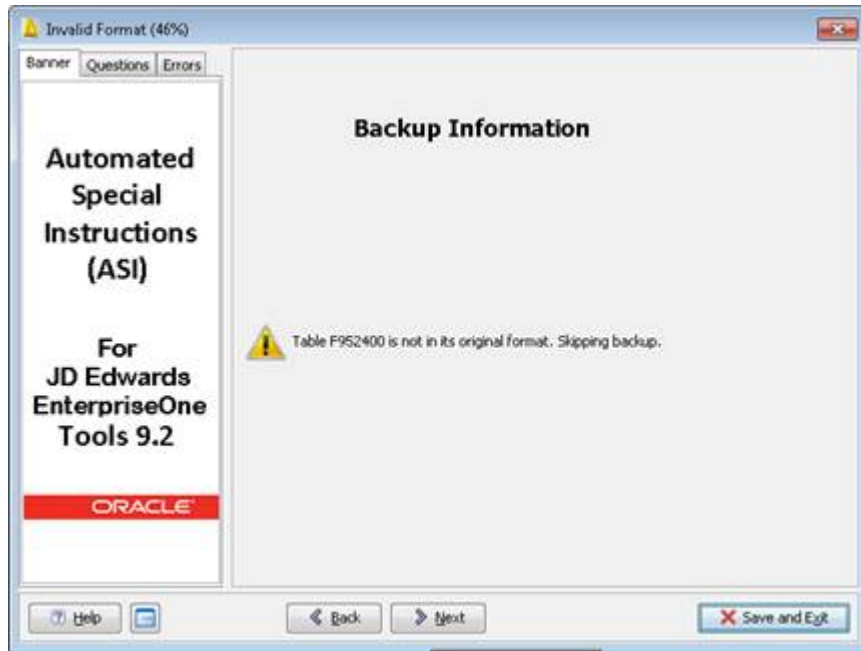 Invalid Format (46%)
Banner Questions Errors
Automated
Special
Instructions
(ASI)
For
JD Edwards
EnterpriseOne
Tools 9.2
ORACLE
Backup Information
Table F952400 is not in its original format. Skipping backup.
Help
Back
Next
Save and Exit